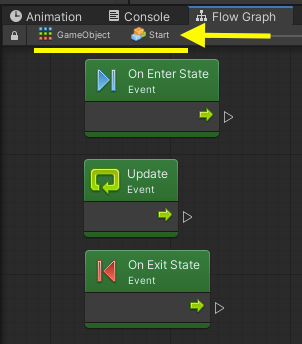 Animation
Console
Flow Graph
GameObject
Start
On Enter State
Event
Update
Event
On Exit State
Event